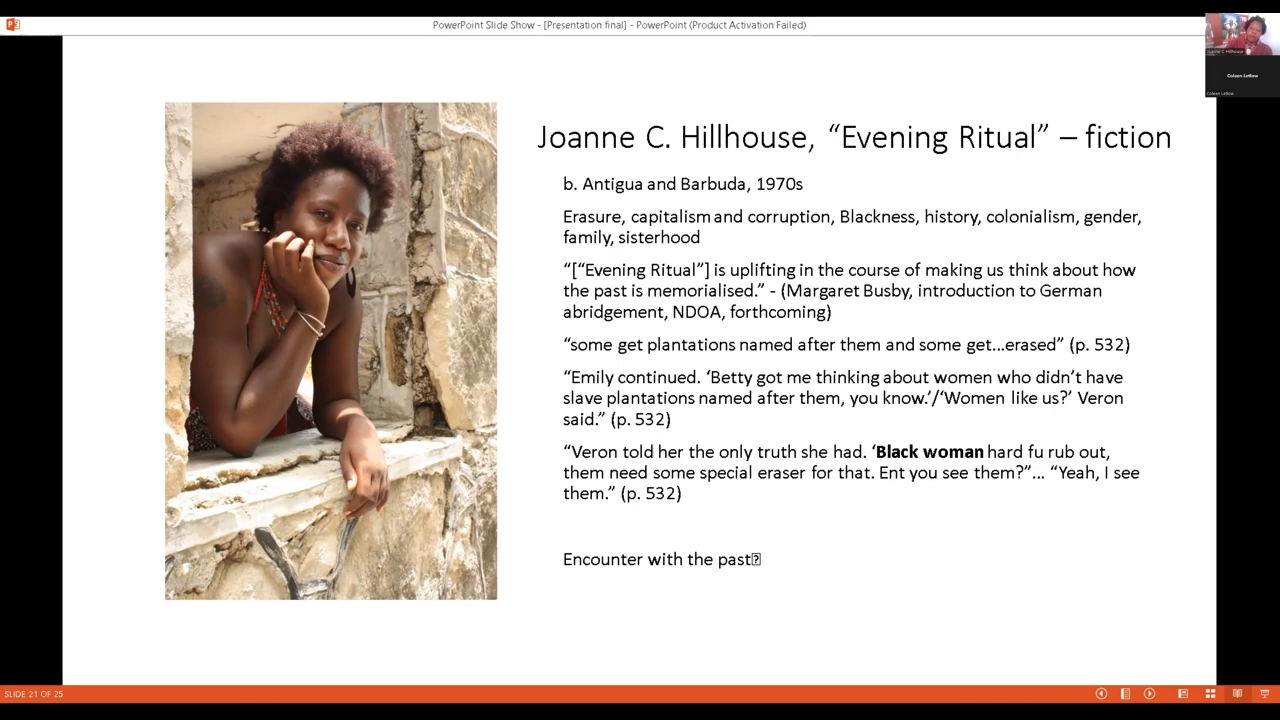 PowerPoint Slide Show - [Presentation final] - PowerPoint (Product Activation Failed)
Joanne C. Hillhouse
Coleen Letlow
Coleen Letlow
Joanne C. Hillhouse, “Evening Ritual” – fiction
b. Antigua and Barbuda, 1970s
Erasure, capitalism and corruption, Blackness, history, colonialism, gender,
family, sisterhood
“[“Evening Ritual”] is uplifting in the course of making us think about how
the past is memorialised.” - (Margaret Busby, introduction to German
abridgement, NDOA, forthcoming)
“some get plantations named after them and some get...erased” (p. 532)
“Emily continued. ‘Betty got me thinking about women who didn’t have
slave plantations named after them, you know.’/‘Women like us?’ Veron
said.” (p. 532)
“Veron told her the only truth she had. ‘Black woman hard fu rub out,
them need some special eraser for that. Ent you see them?”... “Yeah, I see
them.” (p. 532)
Encounter with the past
SLIDE 21 OF 25